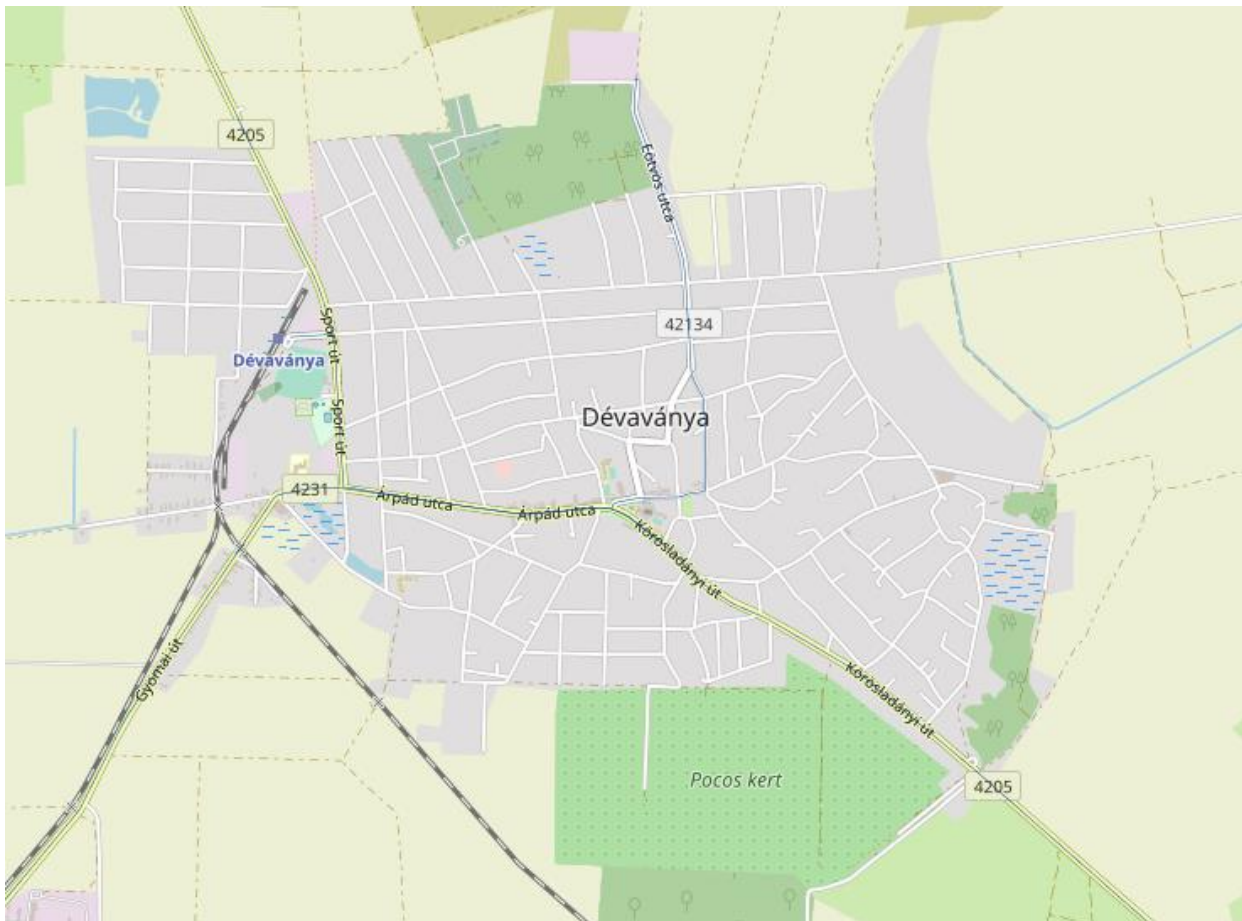 4205
Eötvös utca
42134
Dévaványa
Sport út
Dévaványa
Sport út
4231
Árpád utca
Árpád utca
Körösladányi út
Gyomai út
Körösladányi út
Pocos kert
4205